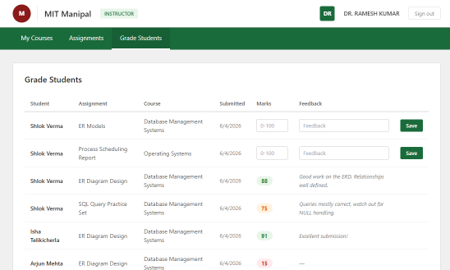 M MIT Manipal INSTRUCTOR DR DR. RAMESH KUMAR Sign out
My Courses Assignments Grade Students
Grade Students
Student Assignment Course Submitted Marks Feedback
Shlok Verma ER Models Database Management Systems 6/4/2026 0-100 Feedback Save
Shlok Verma Process Scheduling Report Operating Systems 6/4/2026 0-100 Feedback Save
Shlok Verma ER Diagram Design Database Management Systems 6/4/2026 88 Good work on the ERD. Relationships well defined.
Shlok Verma SQL Query Practice Set Database Management Systems 6/4/2026 75 Queries mostly correct, watch out for NULL handling.
Isha Telikicherla ER Diagram Design Database Management Systems 6/4/2026 91 Excellent submission!
Arjun Mehta ER Diagram Design Database Management 6/4/2026 15 —